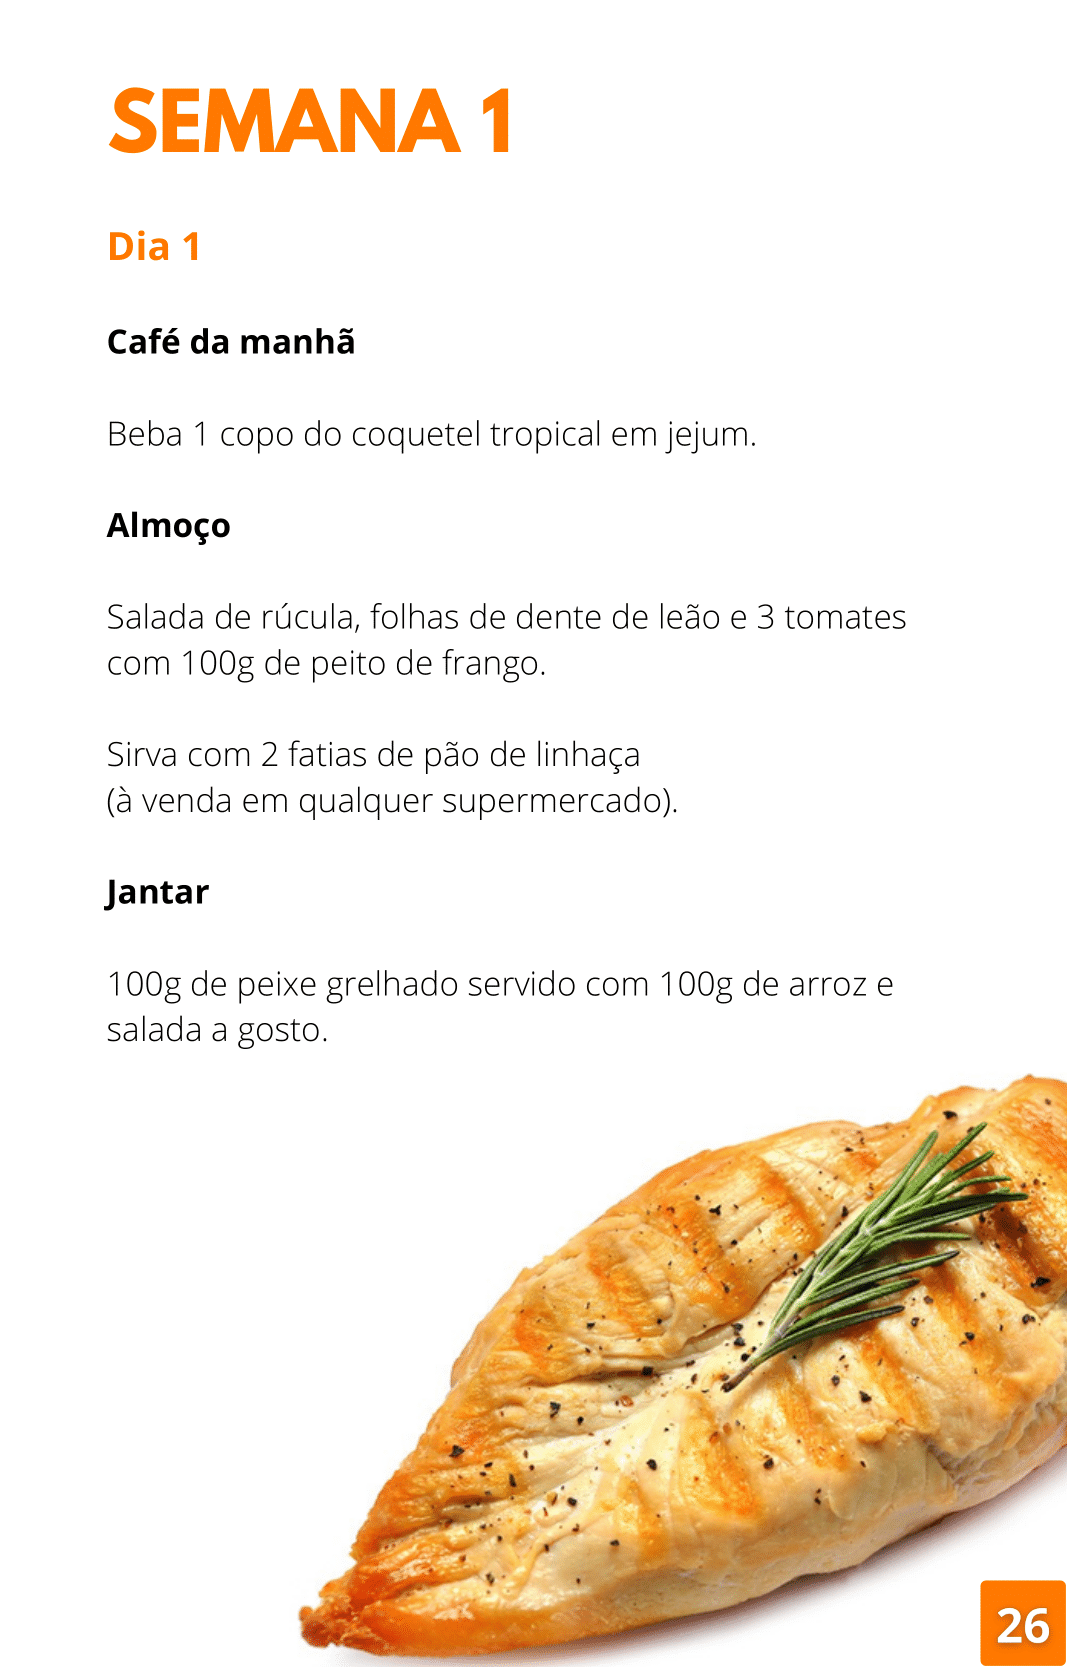 SEMANA 1
Dia 1
Café da manhã
Beba 1 copo do coquetel tropical em jejum.
Almoço
Salada de rúcula, folhas de dente de leão e 3 tomates
com 100g de peito de frango.
Sirva com 2 fatias de pão de linhaça
(à venda em qualquer supermercado).
Jantar
100g de peixe grelhado servido com 100g de arroz e
salada a gosto.
26